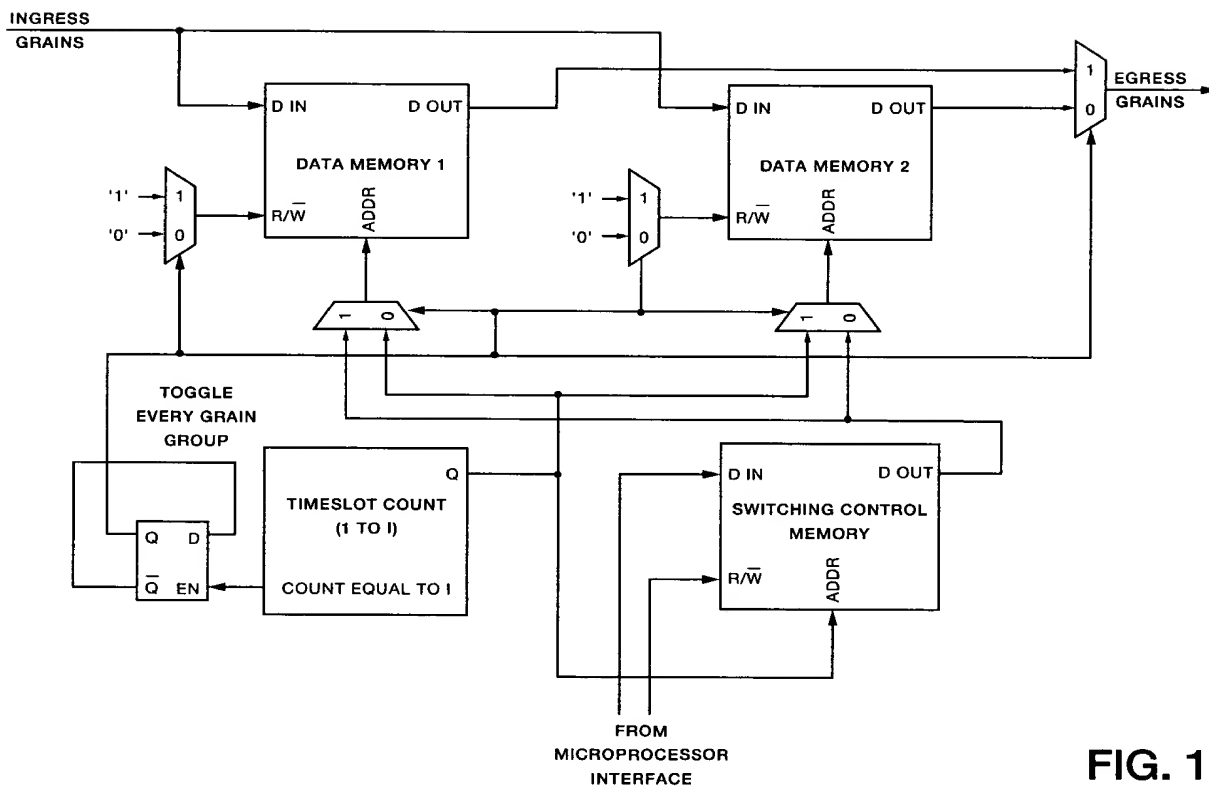 INGRESS
GRAINS
D IN
D OUT
DATA MEMORY 1
R/W̅
ADDR
'1'
1
'0'
0
D IN
D OUT
DATA MEMORY 2
R/W̅
ADDR
'1'
1
'0'
0
1
0
EGRESS
GRAINS
1
0
1
0
TOGGLE
EVERY GRAIN
GROUP
Q
D
Q̅
EN
Q
TIMESLOT COUNT
(1 TO I)
COUNT EQUAL TO I
D IN
D OUT
SWITCHING CONTROL
MEMORY
R/W̅
ADDR
FROM
MICROPROCESSOR
INTERFACE
FIG. 1